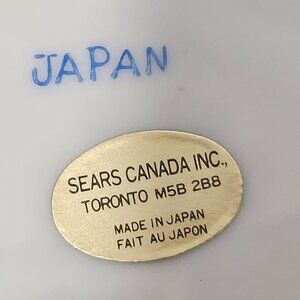 JAPAN
SEARS CANADA INC.,
TORONTO M5B 2B8
MADE IN JAPAN
FAIT AU JAPON